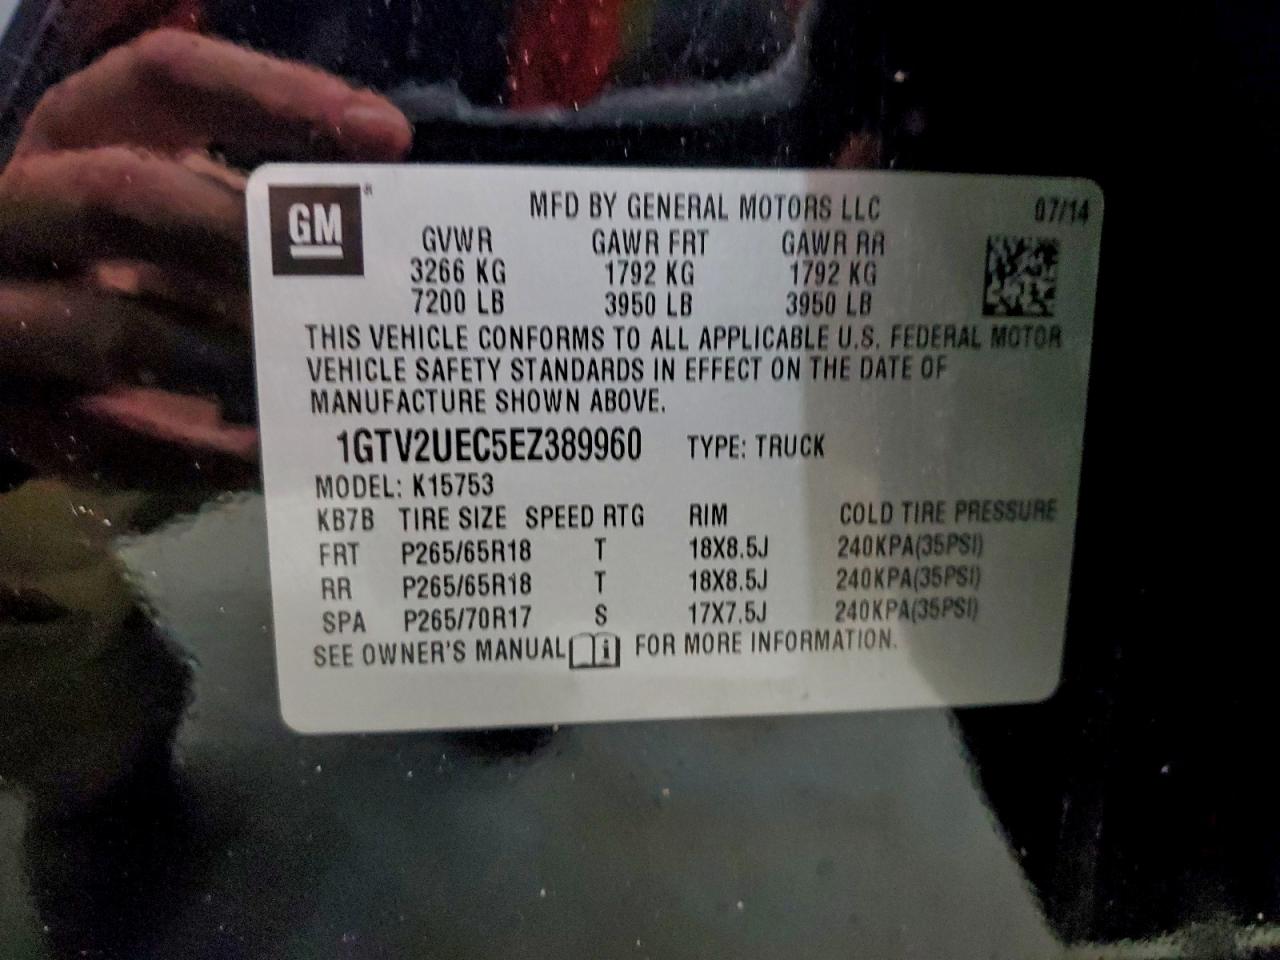 GM®
MFD BY GENERAL MOTORS LLC 07/14
GVWR GAWR FRT GAWR RR
3266 KG 1792 KG 1792 KG
7200 LB 3950 LB 3950 LB
THIS VEHICLE CONFORMS TO ALL APPLICABLE U.S. FEDERAL MOTOR
VEHICLE SAFETY STANDARDS IN EFFECT ON THE DATE OF
MANUFACTURE SHOWN ABOVE.
1GTV2UEC5EZ389960 TYPE: TRUCK
MODEL: K15753
KB7B TIRE SIZE SPEED RTG RIM COLD TIRE PRESSURE
FRT P265/65R18 T 18X8.5J 240KPA(35PSI)
RR P265/65R18 T 18X8.5J 240KPA(35PSI)
SPA P265/70R17 S 17X7.5J 240KPA(35PSI)
SEE OWNER'S MANUAL i FOR MORE INFORMATION.